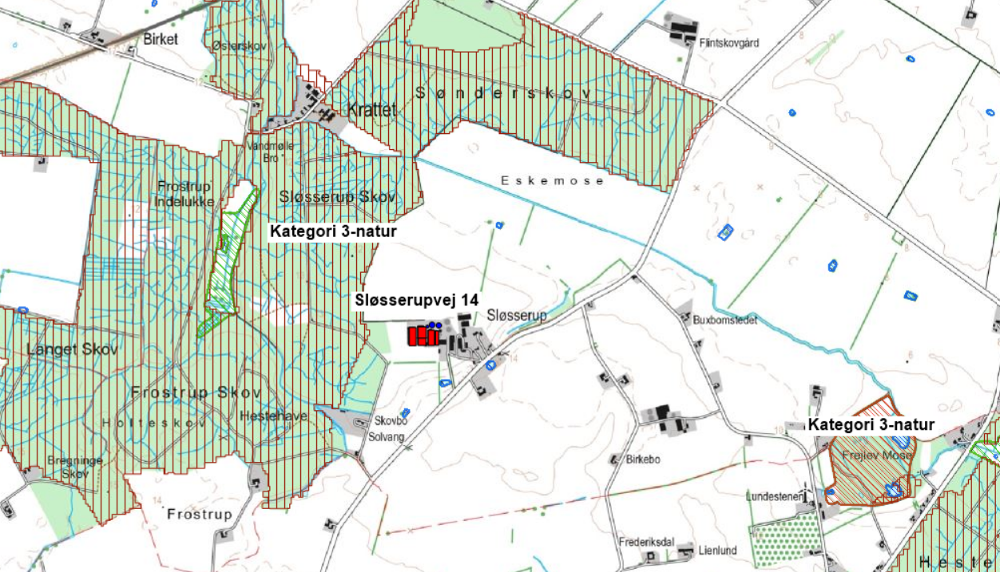 Birket
Østerskov
Flintskovgård
Sønderskov
Krattet
Vandmølle
Bro
Eskemose
Frostrup
Indelukke
Sløsserup Skov
Kategori 3-natur
Sløsserupvej 14
Sløsserup
Buxbomstedet
Langet Skov
Frostrup Skov
Holteskov
Hestehave
Skovbo
Solvang
Kategori 3-natur
Frejlev Mose
Birkebo
Bregninge
Skov
Lundestenen
Frostrup
Frederiksdal
Lienlund
Heste